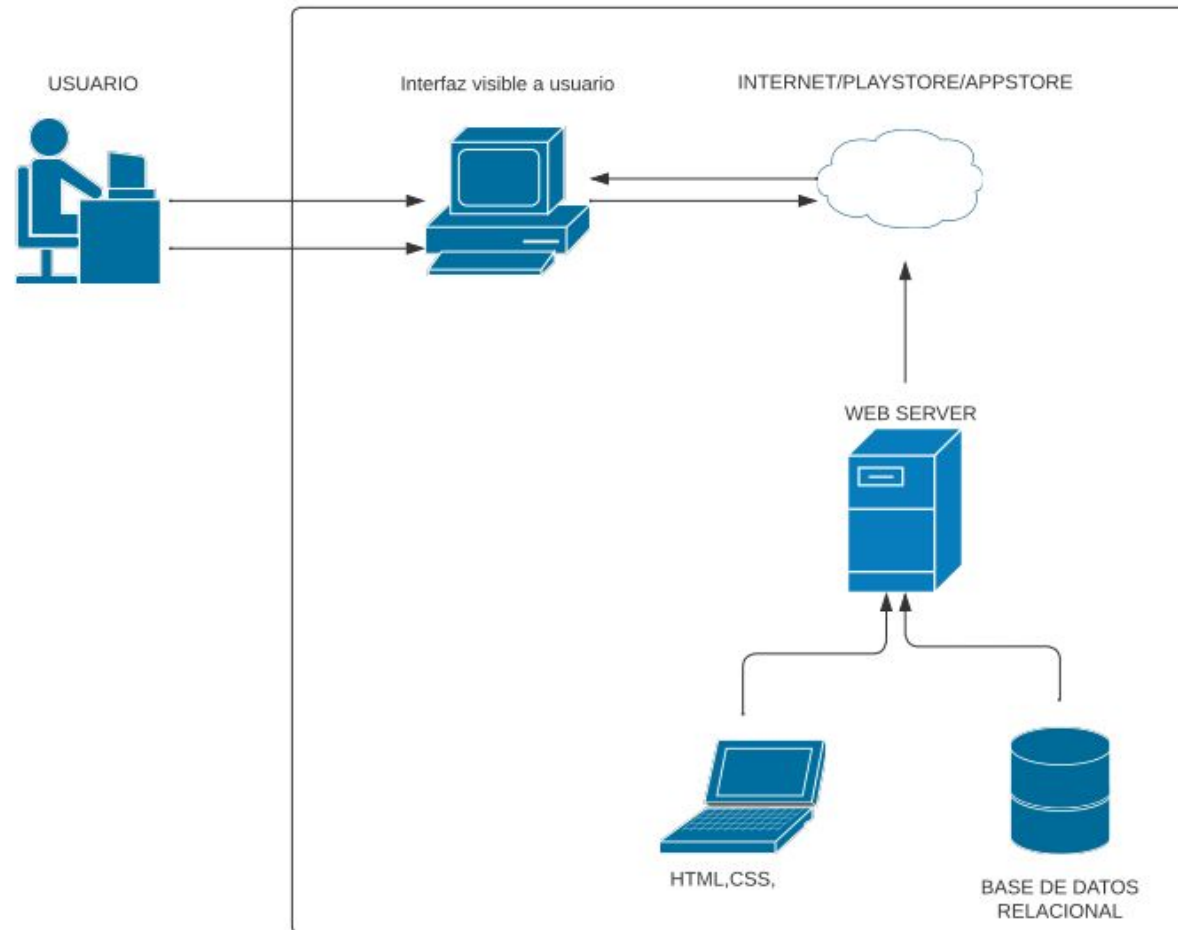 USUARIO
Interfaz visible a usuario
INTERNET/PLAYSTORE/APPSTORE
WEB SERVER
HTML,CSS,
BASE DE DATOS
RELACIONAL